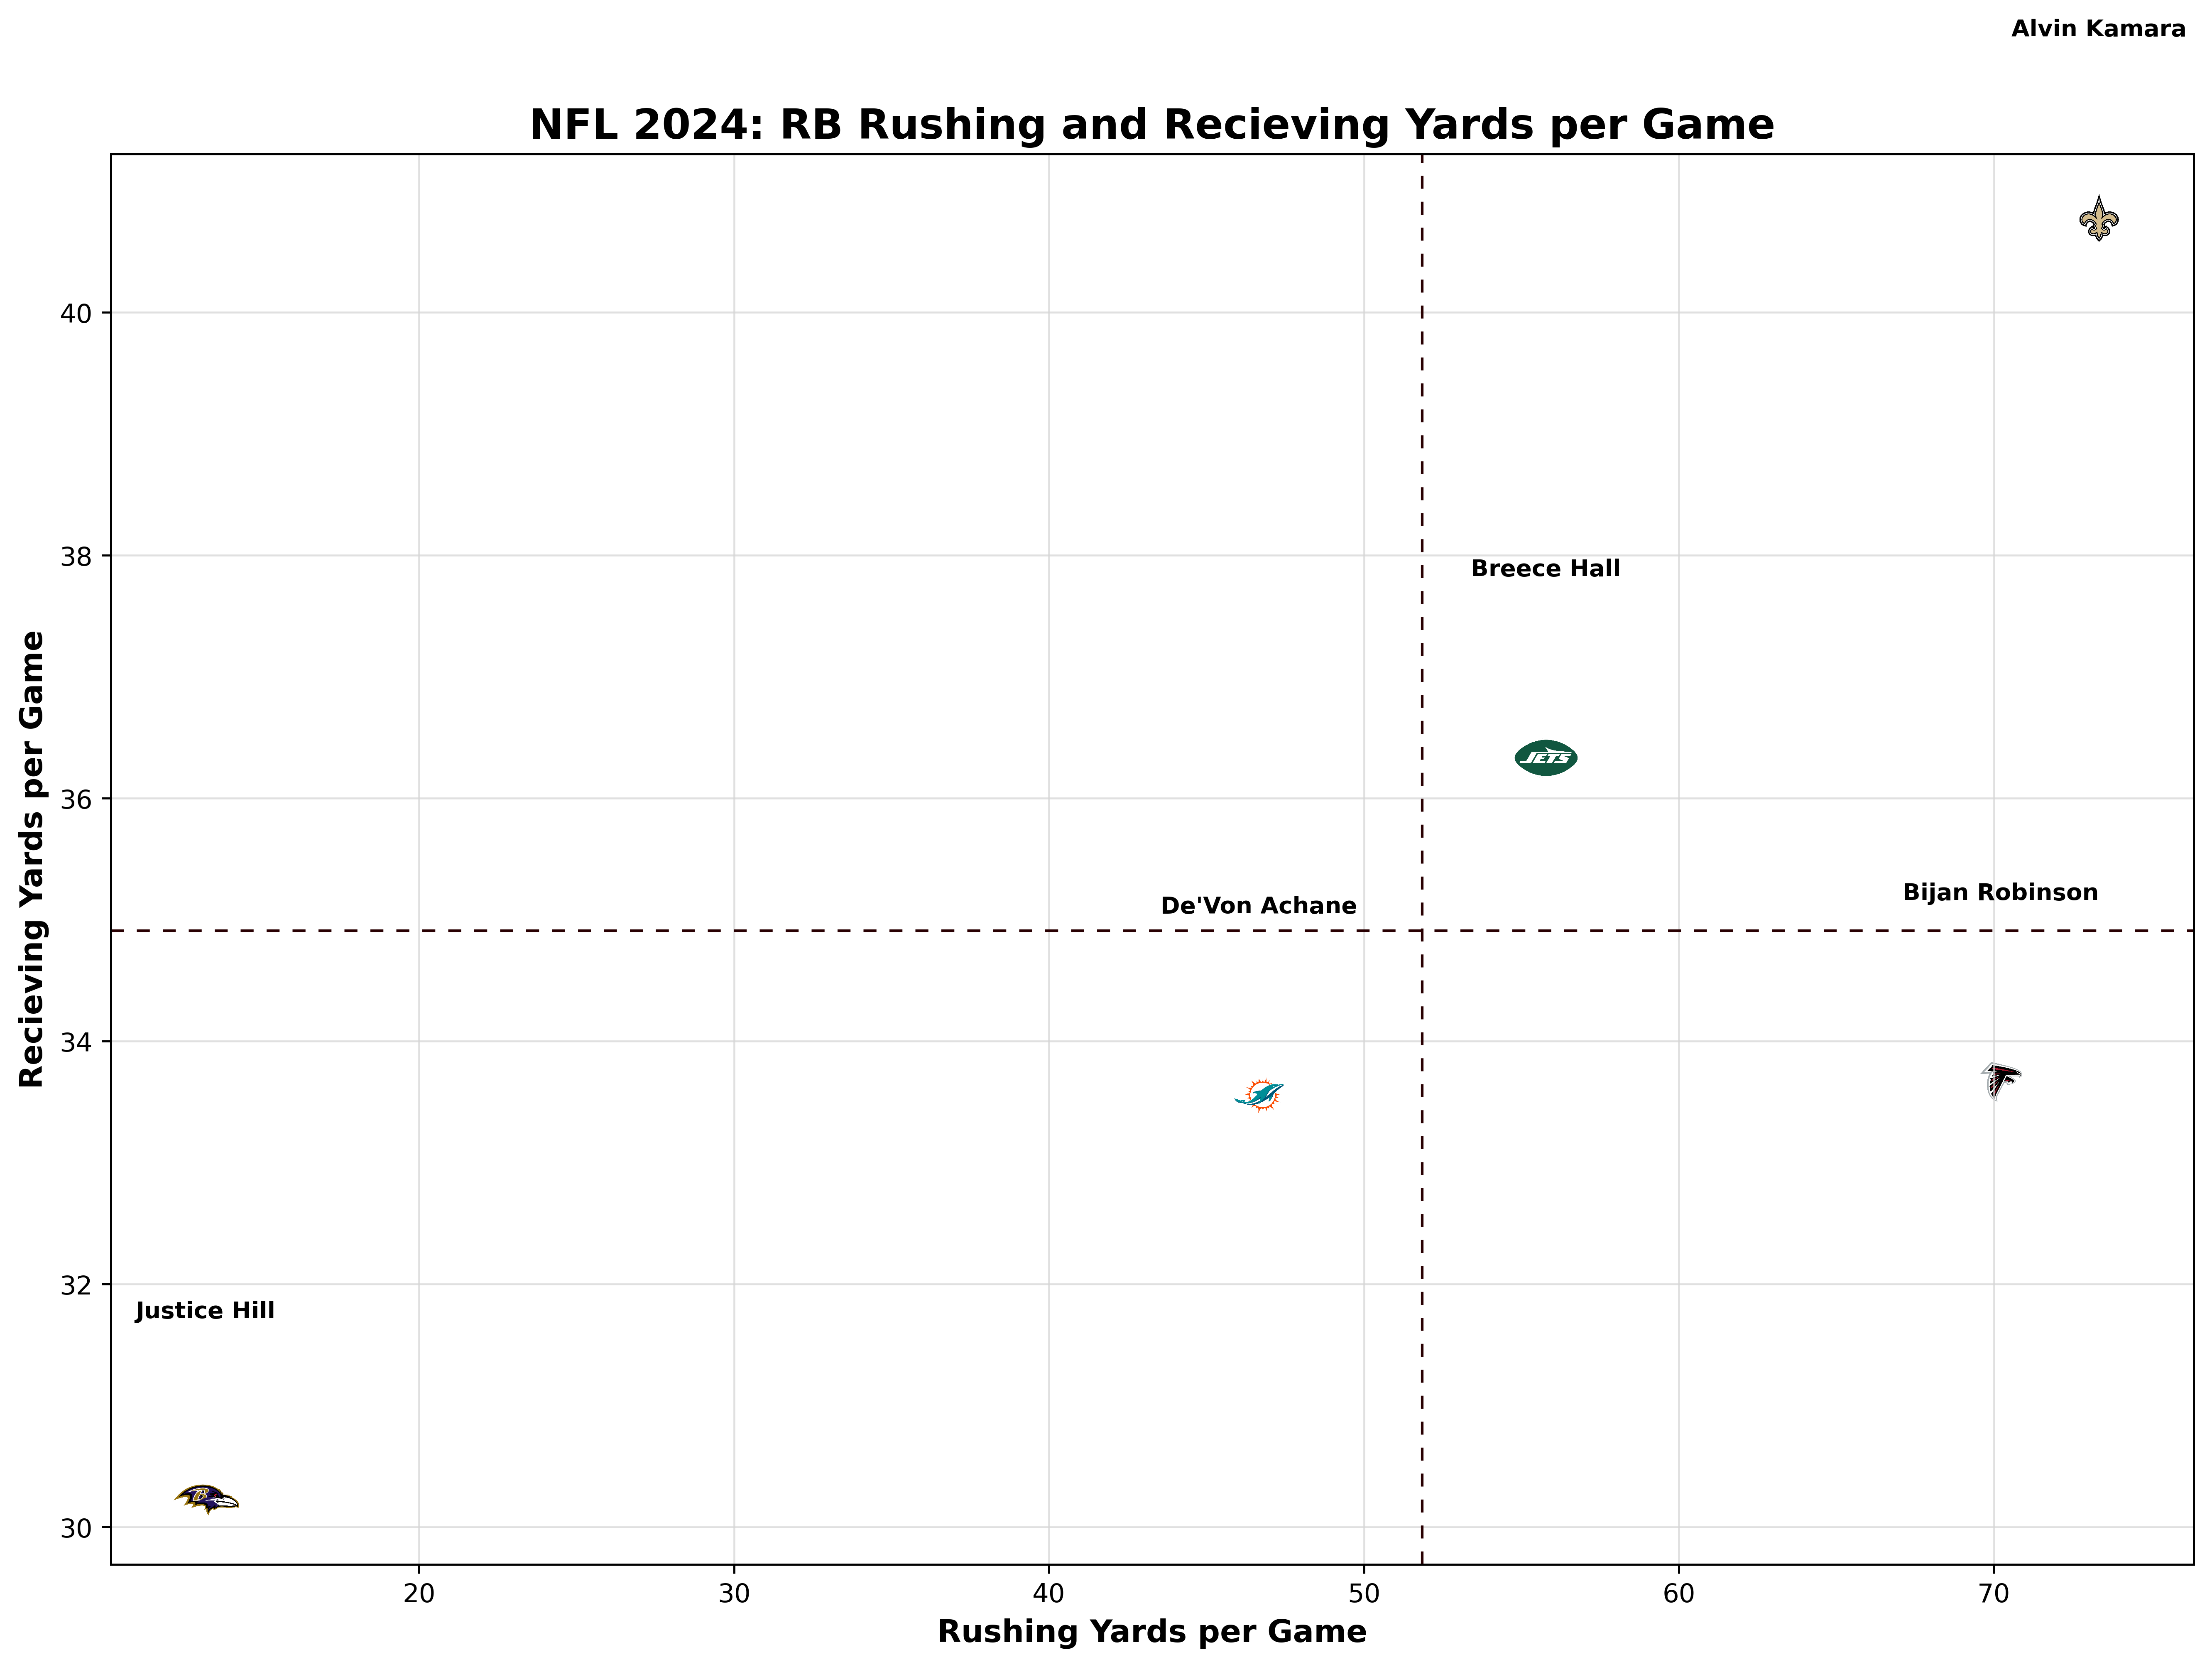 Alvin Kamara
NFL 2024: RB Rushing and Recieving Yards per Game
40
38
Breece Hall
JETS
36
Recieving Yards per Game
De'Von Achane
Bijan Robinson
34
32
Justice Hill
B
30
20 30 40 50 60 70
Rushing Yards per Game